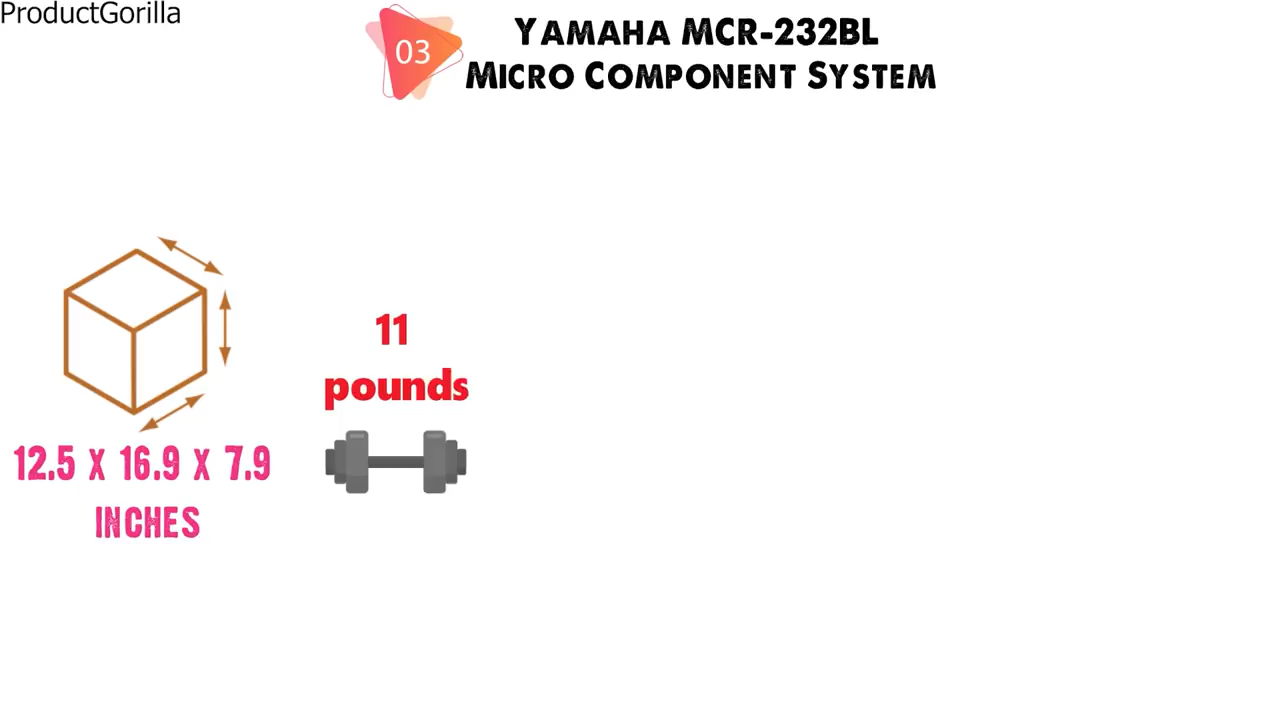 ProductGorilla
03
Yamaha MCR-232BL
Micro Component System
11
pounds
12.5 x 16.9 x 7.9
inches